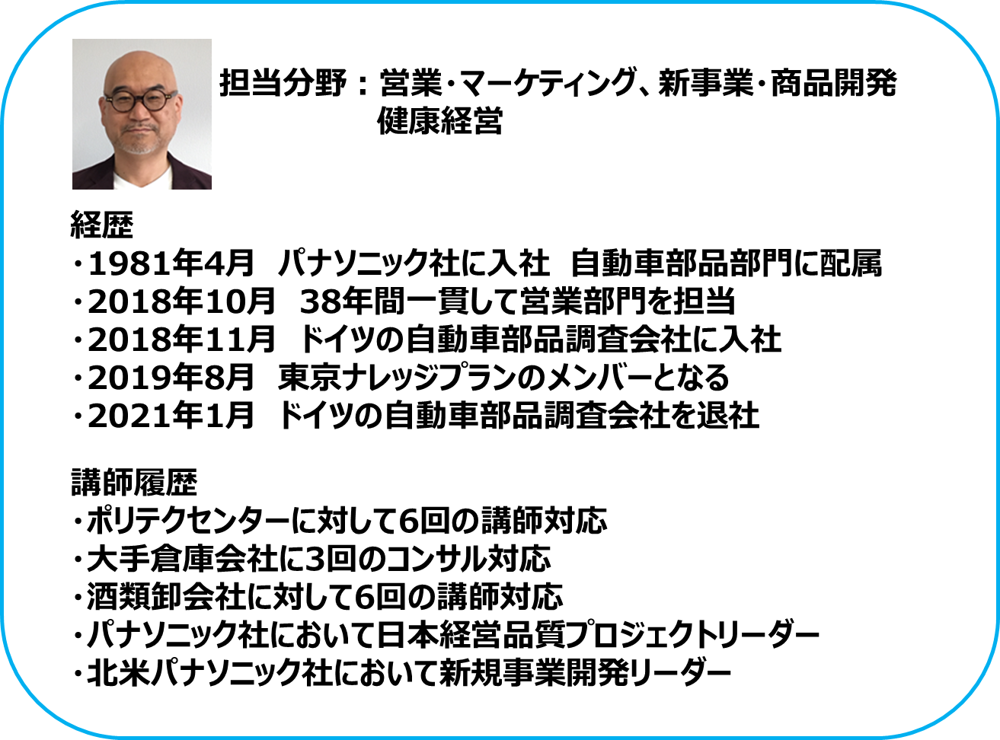 担当分野：営業・マーケティング、新事業・商品開発
健康経営
経歴
・1981年4月　パナソニック社に入社　自動車部品部門に配属
・2018年10月　38年間一貫して営業部門を担当
・2018年11月　ドイツの自動車部品調査会社に入社
・2019年8月　東京ナレッジプランのメンバーとなる
・2021年1月　ドイツの自動車部品調査会社を退社
講師履歴
・ポリテクセンターに対して6回の講師対応
・大手倉庫会社に3回のコンサル対応
・酒類卸会社に対して6回の講師対応
・パナソニック社において日本経営品質プロジェクトリーダー
・北米パナソニック社において新規事業開発リーダー